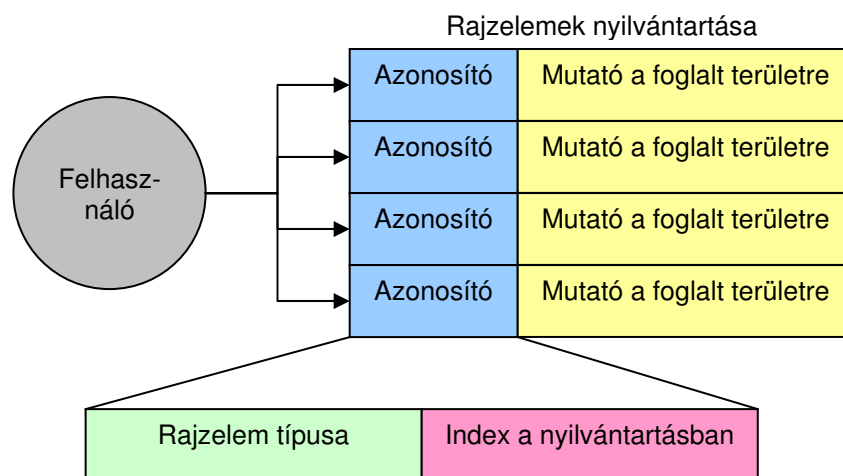 Rajzelemek nyilvántartása
Azonosító Mutató a foglalt területre
Azonosító Mutató a foglalt területre
Felhasz-
náló
Azonosító Mutató a foglalt területre
Azonosító Mutató a foglalt területre
Rajzelem típusa Index a nyilvántartásban